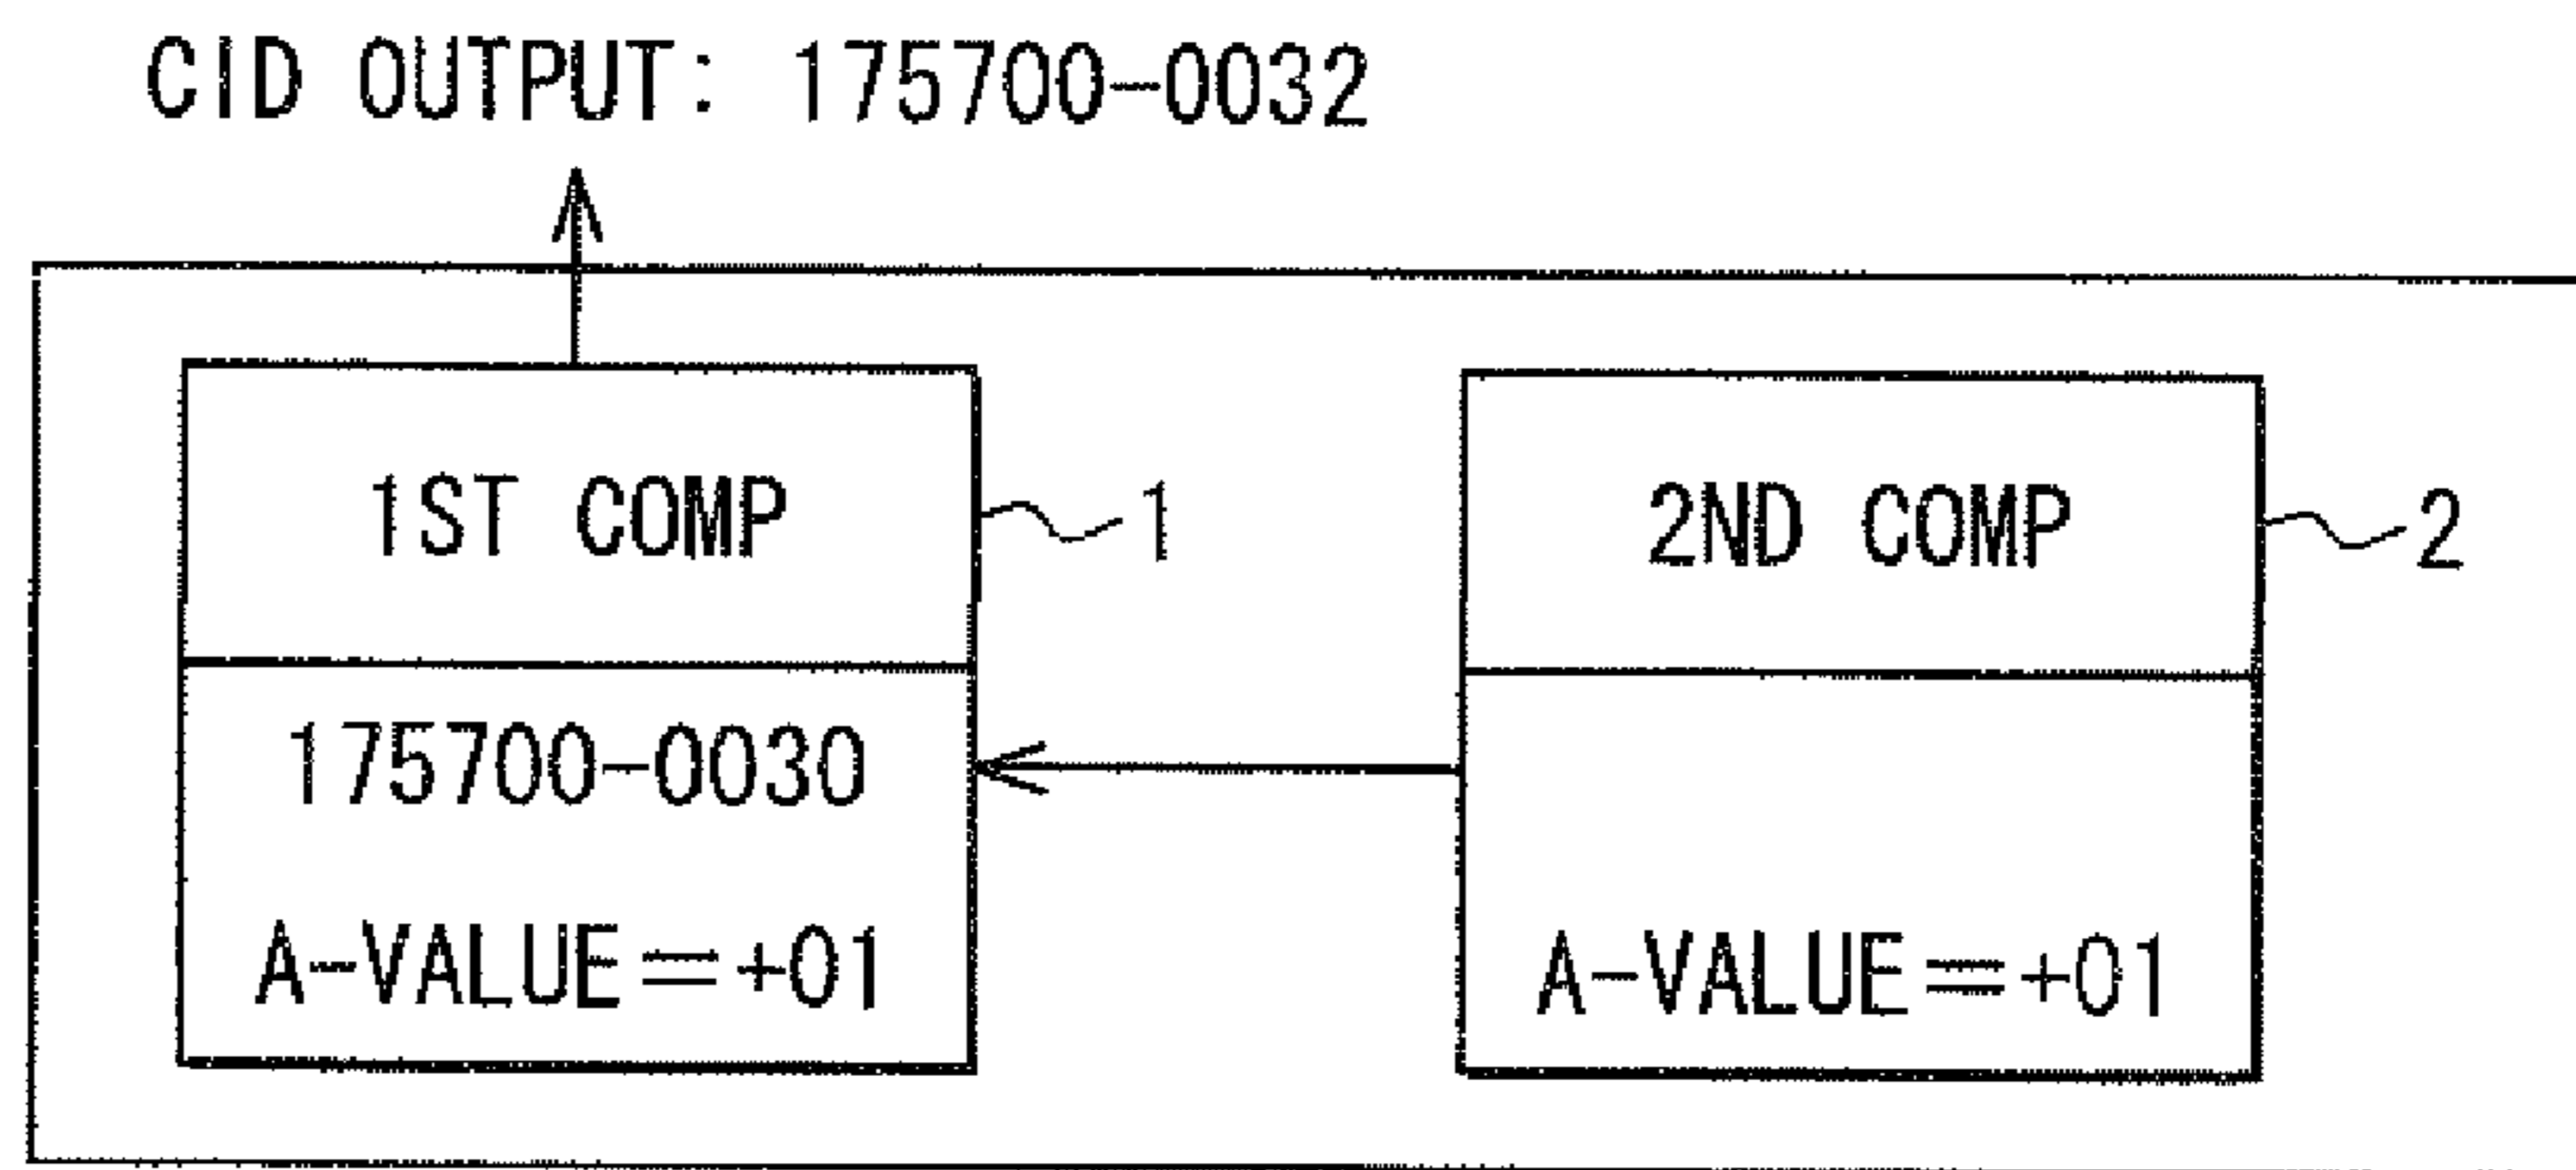 CID OUTPUT: 175700-0032
1ST COMP
1
2ND COMP
2
175700-0030
A-VALUE=+01
A-VALUE=+01